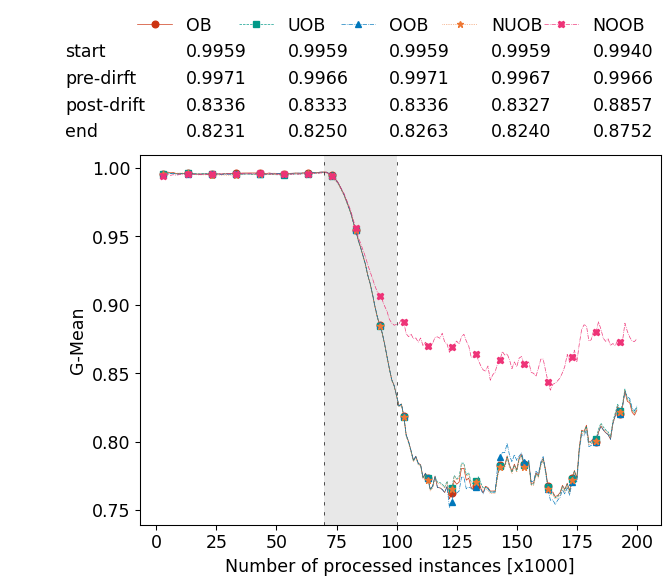 OB UOB OOB NUOB NOOB
start 0.9959 0.9959 0.9959 0.9959 0.9940
pre-dirft 0.9971 0.9966 0.9971 0.9967 0.9966
post-drift 0.8336 0.8333 0.8336 0.8327 0.8857
end 0.8231 0.8250 0.8263 0.8240 0.8752
1.00
0.95
0.90
0.85
0.80
0.75
G-Mean
0 25 50 75 100 125 150 175 200
Number of processed instances [x1000]